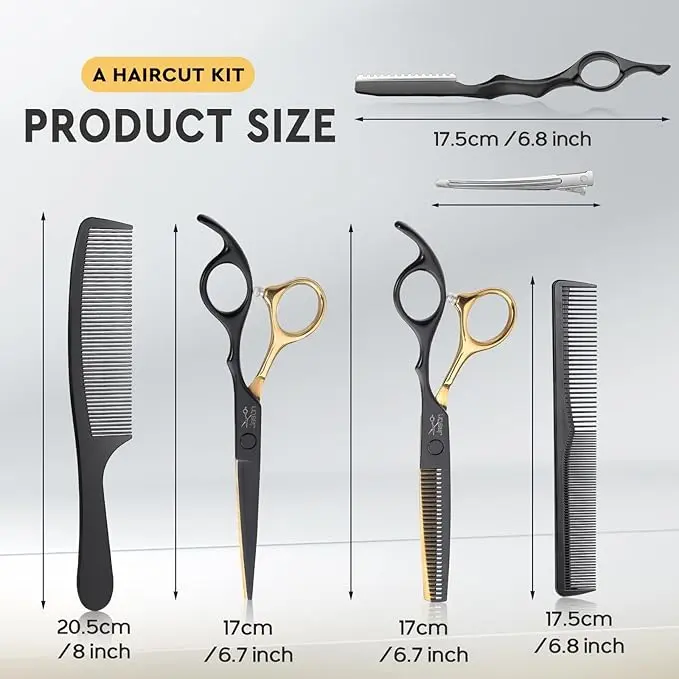 A HAIRCUT KIT
PRODUCT SIZE
17.5cm / 6.8 inch
20.5cm
/ 8 inch
17cm
/ 6.7 inch
17cm
/ 6.7 inch
17.5cm
/ 6.8 inch